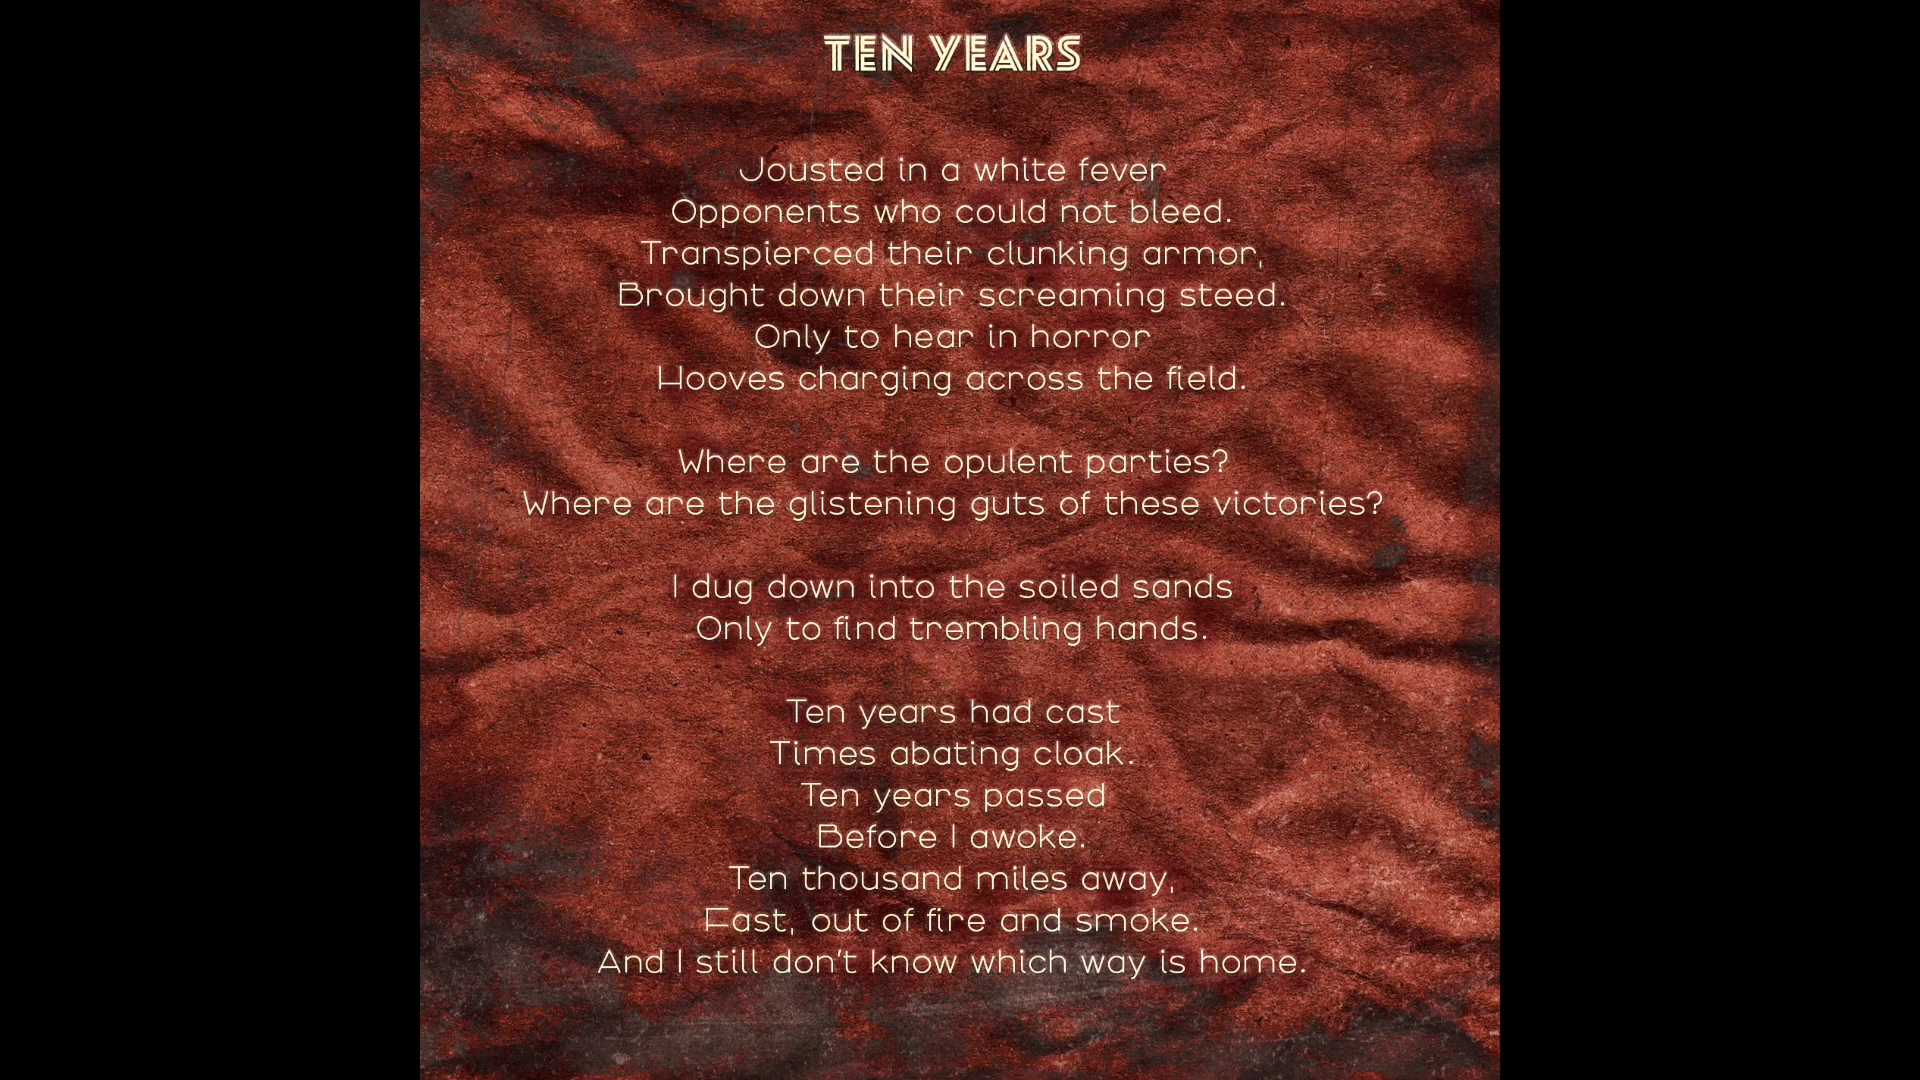 TEN YEARS
Jousted in a white fever
Opponents who could not bleed.
Transpierced their clunking armor,
Brought down their screaming steed.
Only to hear in horror
Hooves charging across the field.
Where are the opulent parties?
Where are the glistening guts of these victories?
I dug down into the soiled sands
Only to find trembling hands.
Ten years had cast
Times abating cloak.
Ten years passed
Before I awoke.
Ten thousand miles away,
Fast, out of fire and smoke.
And I still don't know which way is home.